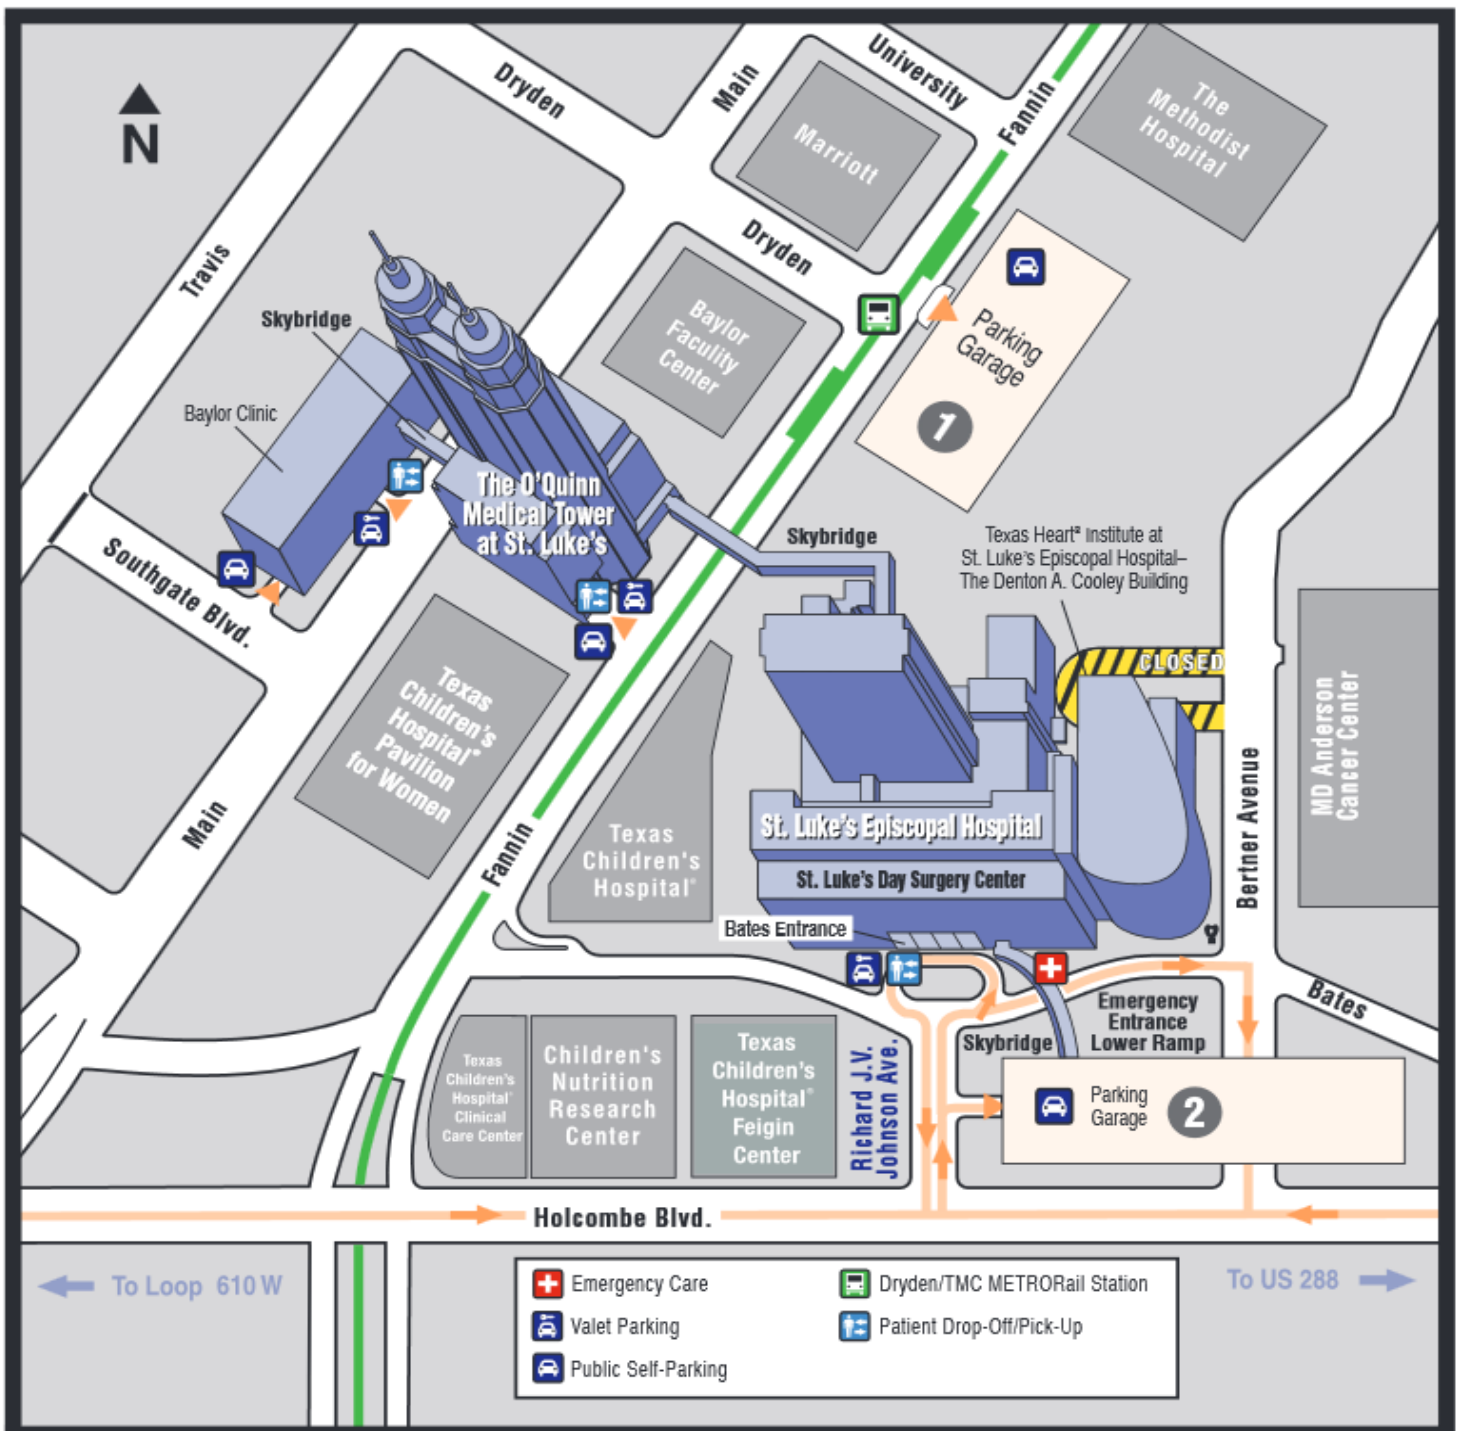 N
Dryden
Main
University
Fannin
The
Methodist
Hospital
Marriott
Travis
Dryden
Skybridge
Baylor
Faculity
Center
Parking
Garage
1
Baylor Clinic
The O'Quinn
Medical Tower
at St. Luke's
Skybridge
Texas Heart® Institute at
St. Luke's Episcopal Hospital–
The Denton A. Cooley Building
Southgate Blvd.
CLOSED
Texas
Children's
Hospital®
Pavilion
for Women
MD Anderson
Cancer Center
Bertner Avenue
Main
Fannin
Texas
Children's
Hospital®
St. Luke's Episcopal Hospital
St. Luke's Day Surgery Center
Bates Entrance
Bates
Emergency
Entrance
Lower Ramp
Skybridge
Texas
Children's
Hospital®
Clinical
Care Center
Children's
Nutrition
Research
Center
Texas
Children's
Hospital®
Feigin
Center
Richard J.V.
Johnson Ave.
Parking
Garage
2
Holcombe Blvd.
To Loop 610 W
To US 288
Emergency Care
Valet Parking
Public Self-Parking
Dryden/TMC METRORail Station
Patient Drop-Off/Pick-Up